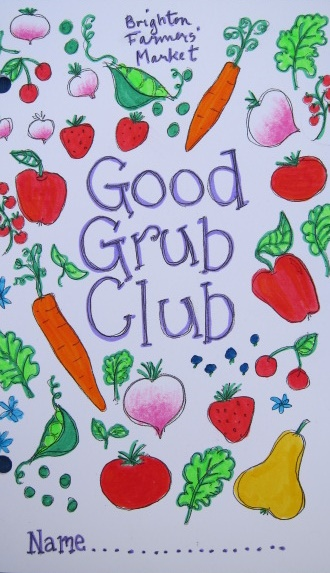 Brighton
Farmers'
Market
Good
Grub
Club
Name..................